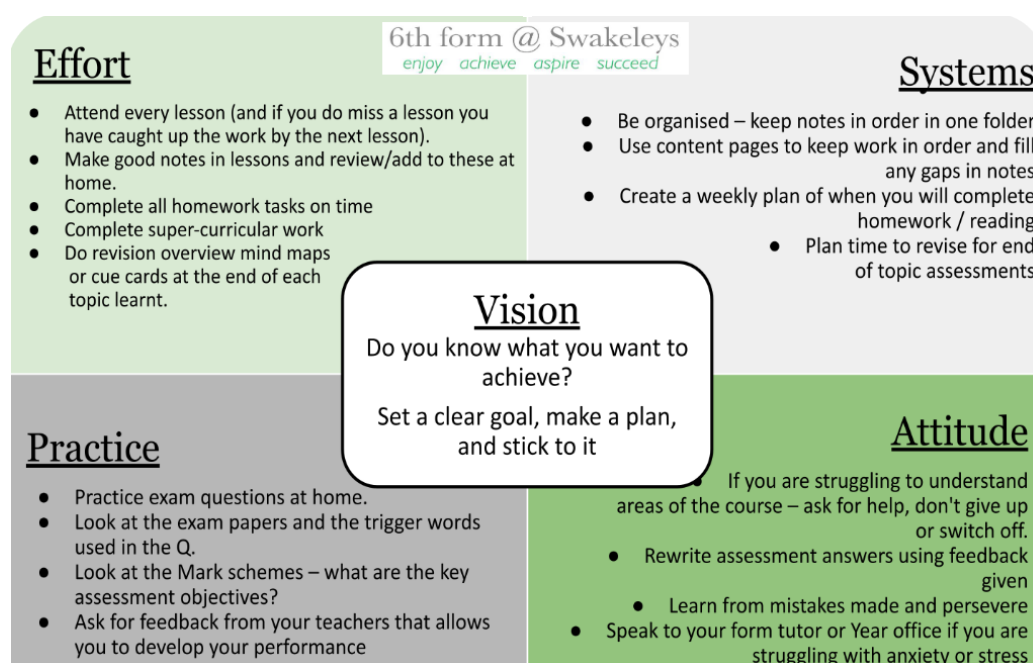 6th form @ Swakeleys
enjoy achieve aspire succeed
Effort
● Attend every lesson (and if you do miss a lesson you
have caught up the work by the next lesson).
● Make good notes in lessons and review/add to these at
home.
● Complete all homework tasks on time
● Complete super-curricular work
● Do revision overview mind maps
or cue cards at the end of each
topic learnt.
Systems
● Be organised – keep notes in order in one folder
● Use content pages to keep work in order and fill
any gaps in notes
● Create a weekly plan of when you will complete
homework / reading
● Plan time to revise for end
of topic assessments
Vision
Do you know what you want to
achieve?
Set a clear goal, make a plan,
and stick to it
Practice
● Practice exam questions at home.
● Look at the exam papers and the trigger words
used in the Q.
● Look at the Mark schemes – what are the key
assessment objectives?
● Ask for feedback from your teachers that allows
you to develop your performance
Attitude
● If you are struggling to understand
areas of the course – ask for help, don't give up
or switch off.
● Rewrite assessment answers using feedback
given
● Learn from mistakes made and persevere
● Speak to your form tutor or Year office if you are
struggling with anxiety or stress